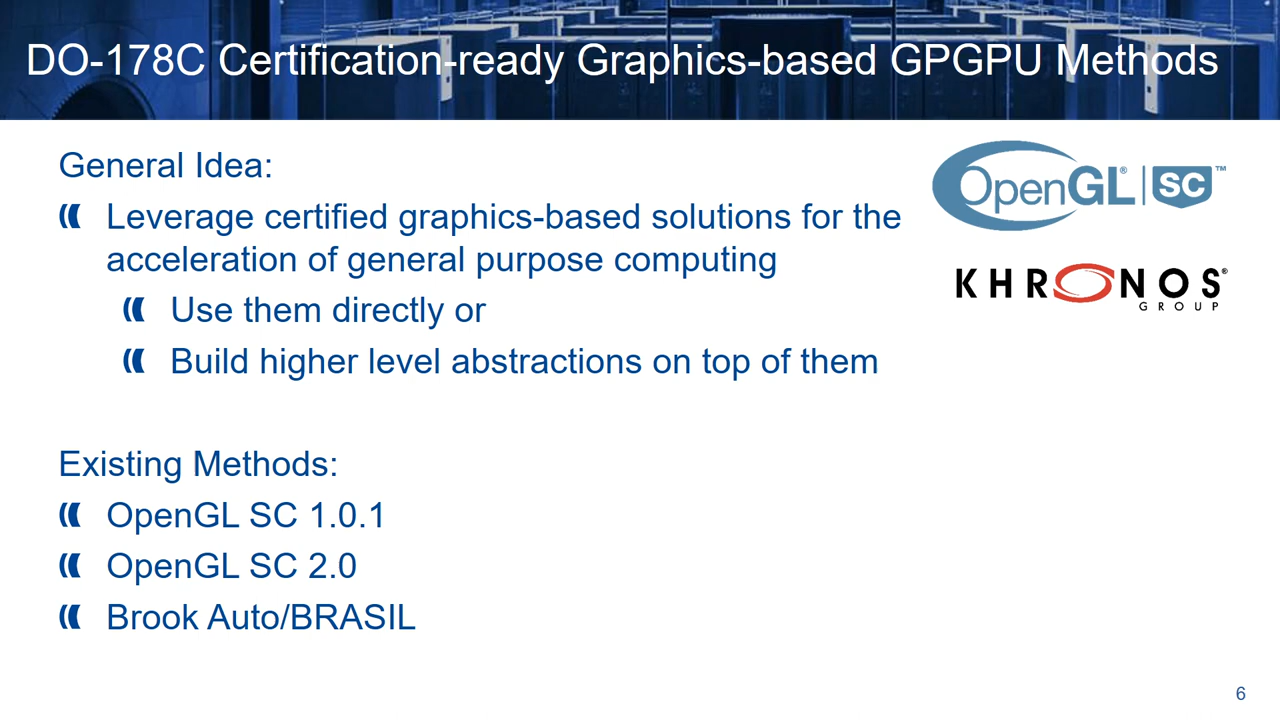 DO-178C Certification-ready Graphics-based GPGPU Methods
General Idea:
Leverage certified graphics-based solutions for the
acceleration of general purpose computing
Use them directly or
Build higher level abstractions on top of them
OpenGL® | SC™
KHRONOS®
GROUP
Existing Methods:
OpenGL SC 1.0.1
OpenGL SC 2.0
Brook Auto/BRASIL
6